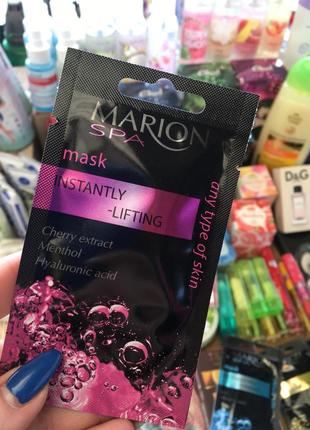 MARION
SPA
mask
INSTANTLY
-LIFTING
Cherry extract
Menthol
Hyaluronic acid
any type of skin
D&G